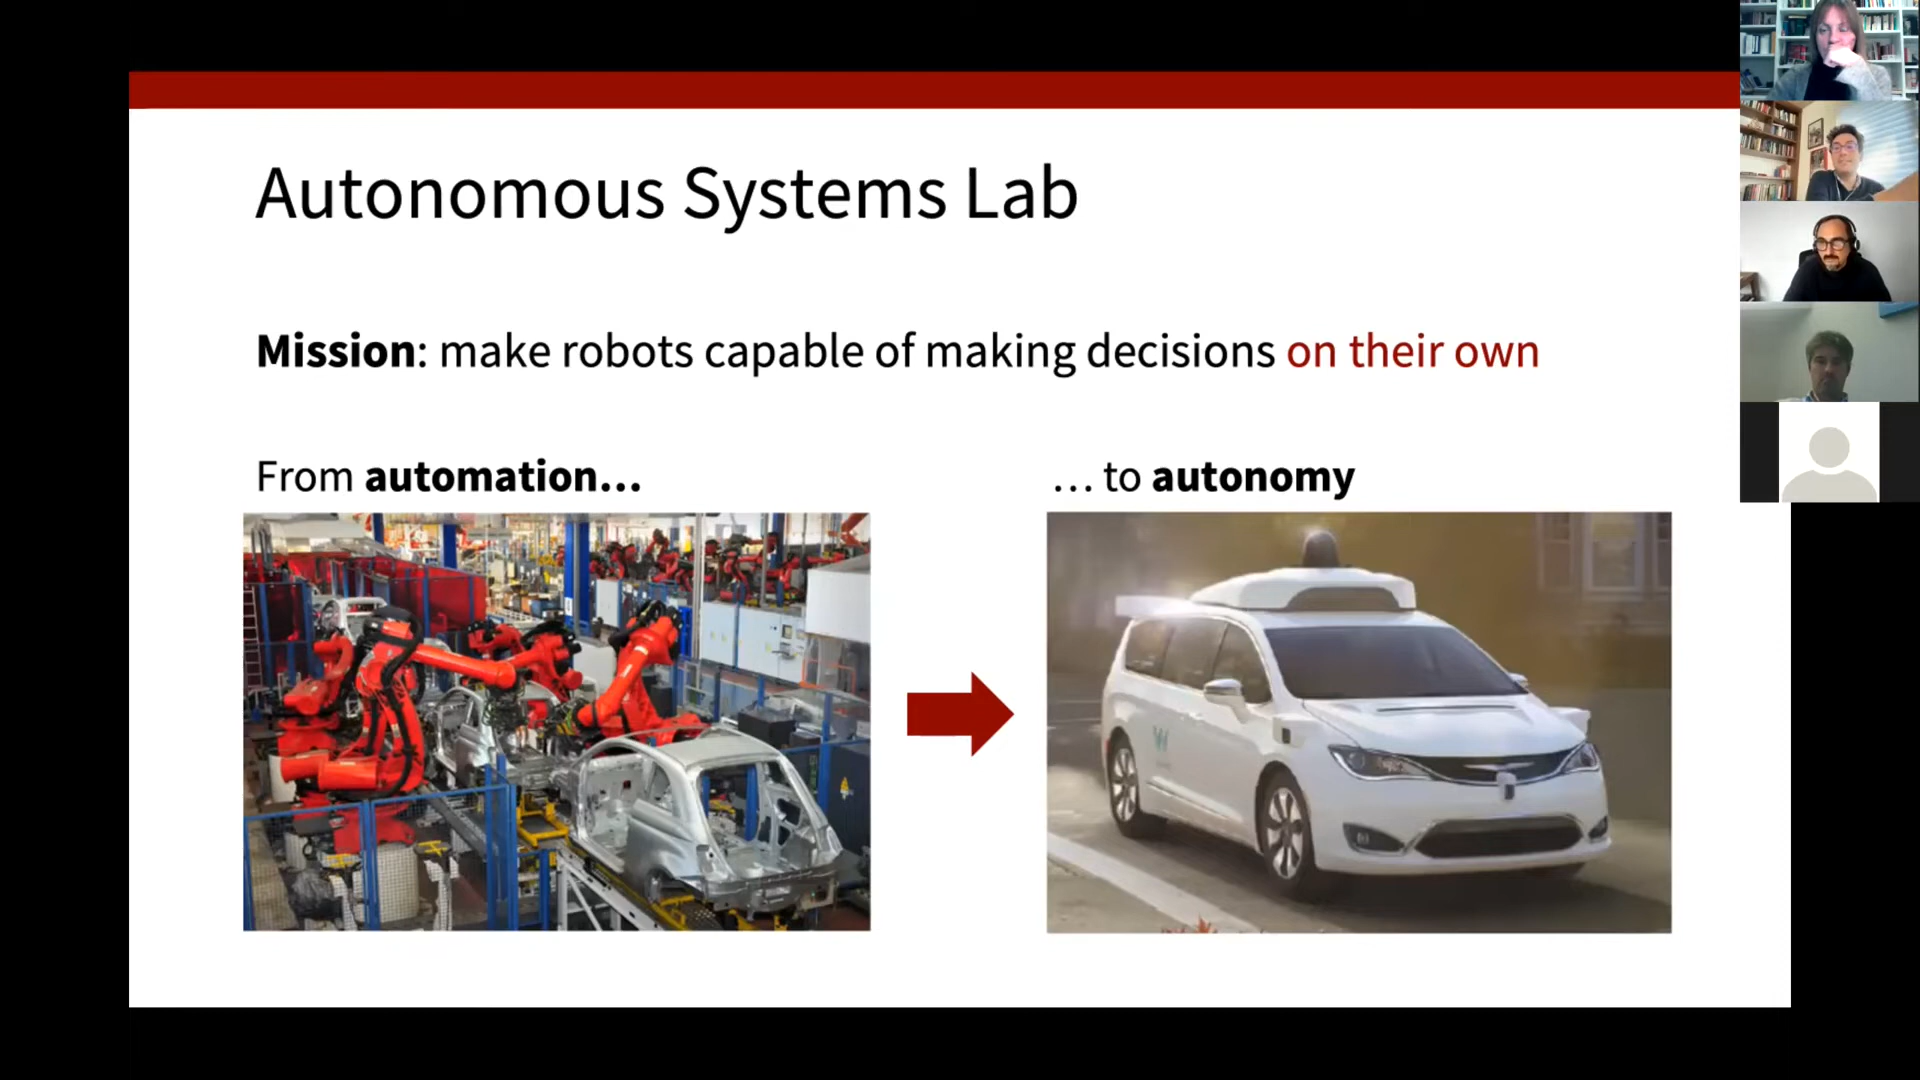 Autonomous Systems Lab
Mission: make robots capable of making decisions on their own
From automation...
... to autonomy